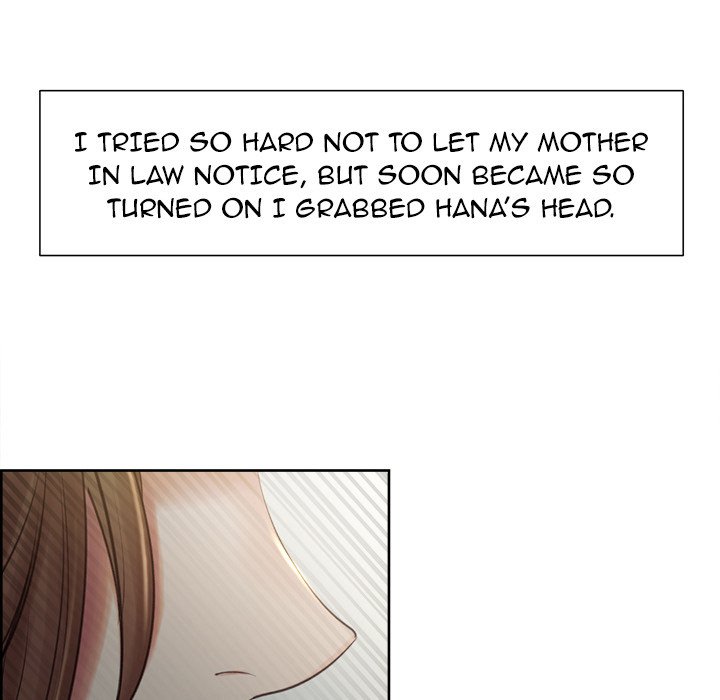 I TRIED SO HARD NOT TO LET MY MOTHER
IN LAW NOTICE, BUT SOON BECAME SO
TURNED ON I GRABBED HANA'S HEAD.